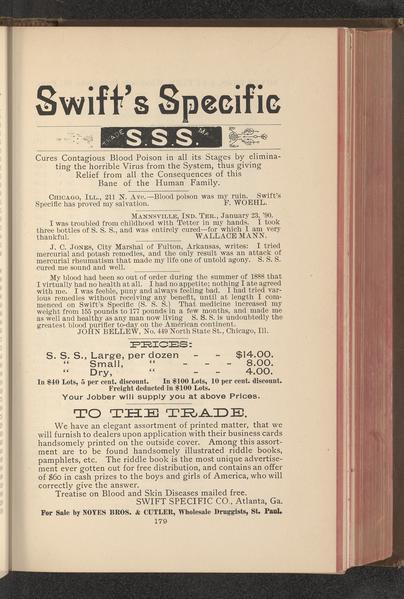 Swift's Specific
TRADE S.S.S. MARK
Cures Contagious Blood Poison in all its Stages by elimina-
ting the horrible Virus from the System, thus giving
Relief from all the Consequences of this
Bane of the Human Family.
CHICAGO, ILL., 211 N. Ave.—Blood poison was my ruin. Swift's
Specific has proved my salvation. F. WOEHL.
MANNSVILLE, IND. TER., January 23, '90.
I was troubled from childhood with Tetter in my hands. I took
three bottles of S. S. S., and was entirely cured—for which I am very
thankful. WALLACE MANN.
J. C. JONES, City Marshal of Fulton, Arkansas, writes: I tried
mercurial and potash remedies, and the only result was an attack of
mercurial rheumatism that made my life one of untold agony. S. S. S.
cured me sound and well.
My blood had been so out of order during the summer of 1888 that
I virtually had no health at all. I had no appetite; nothing I ate agreed
with me. I was feeble, puny and always feeling bad. I had tried var-
ious remedies without receiving any benefit, until at length I com-
menced on Swift's Specific (S. S. S.) That medicine increased my
weight from 155 pounds to 177 pounds in a few months, and made me
as well and healthy as any man now living S. S. S. is undoubtedly the
greatest blood purifier to-day on the American continent.
JOHN BELLEW, No. 449 North State St., Chicago, Ill.
PRICES:
S. S. S., Large, per dozen - - $14.00.
" Small, " - - - 8.00.
" Dry, " - - 4.00.
In $40 Lots, 5 per cent. discount. In $100 Lots, 10 per cent. discount.
Freight deducted in $100 Lots.
Your Jobber will supply you at above Prices.
TO THE TRADE.
We have an elegant assortment of printed matter, that we
will furnish to dealers upon application with their business cards
handsomely printed on the outside cover. Among this assort-
ment are to be found handsomely illustrated riddle books,
pamphlets, etc. The riddle book is the most unique advertise-
ment ever gotten out for free distribution, and contains an offer
of $60 in cash prizes to the boys and girls of America, who will
correctly give the answer.
Treatise on Blood and Skin Diseases mailed free.
SWIFT SPECIFIC CO., Atlanta, Ga.
For Sale by NOYES BROS. & CUTLER, Wholesale Druggists, St. Paul.
179